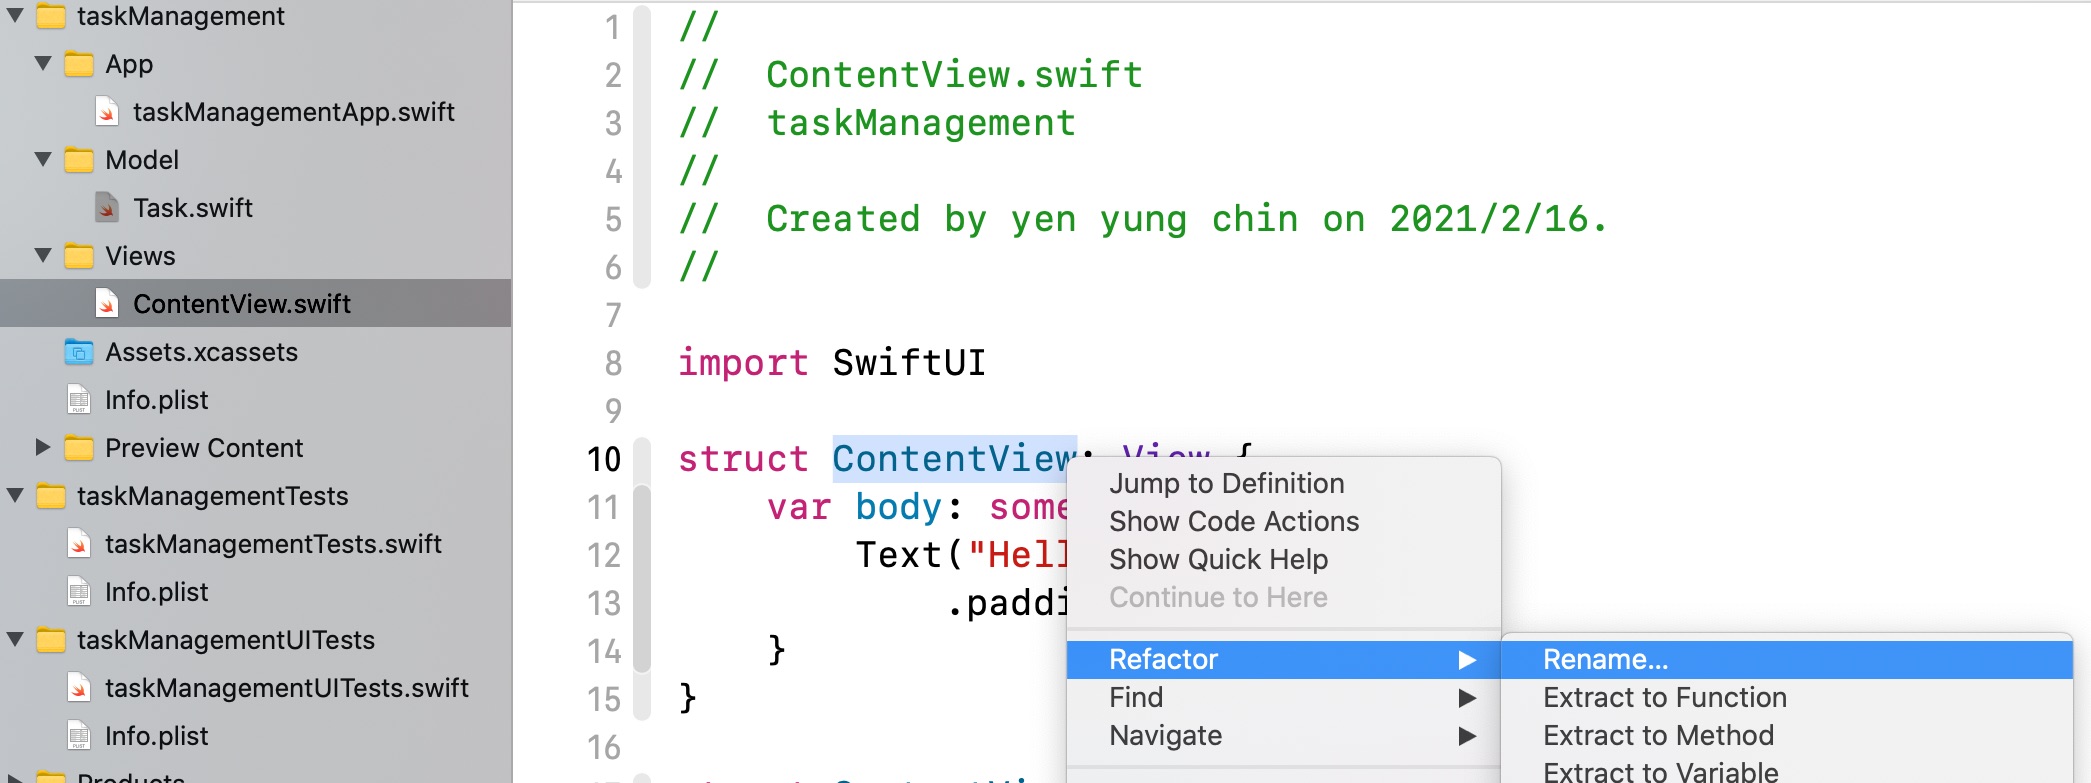 taskManagement
App
taskManagementApp.swift
Model
Task.swift
Views
ContentView.swift
Assets.xcassets
Info.plist
Preview Content
taskManagementTests
taskManagementTests.swift
Info.plist
taskManagementUITests
taskManagementUITests.swift
Info.plist
Products
1 //
2 //  ContentView.swift
3 //  taskManagement
4 //
5 //  Created by yen yung chin on 2021/2/16.
6 //
7
8 import SwiftUI
9
10 struct ContentView: View {
11     var body: some
12         Text("Hell
13             .paddi
14     }
15 }
16
Jump to Definition
Show Code Actions
Show Quick Help
Continue to Here
Refactor
Find
Navigate
Rename...
Extract to Function
Extract to Method
Extract to Variable